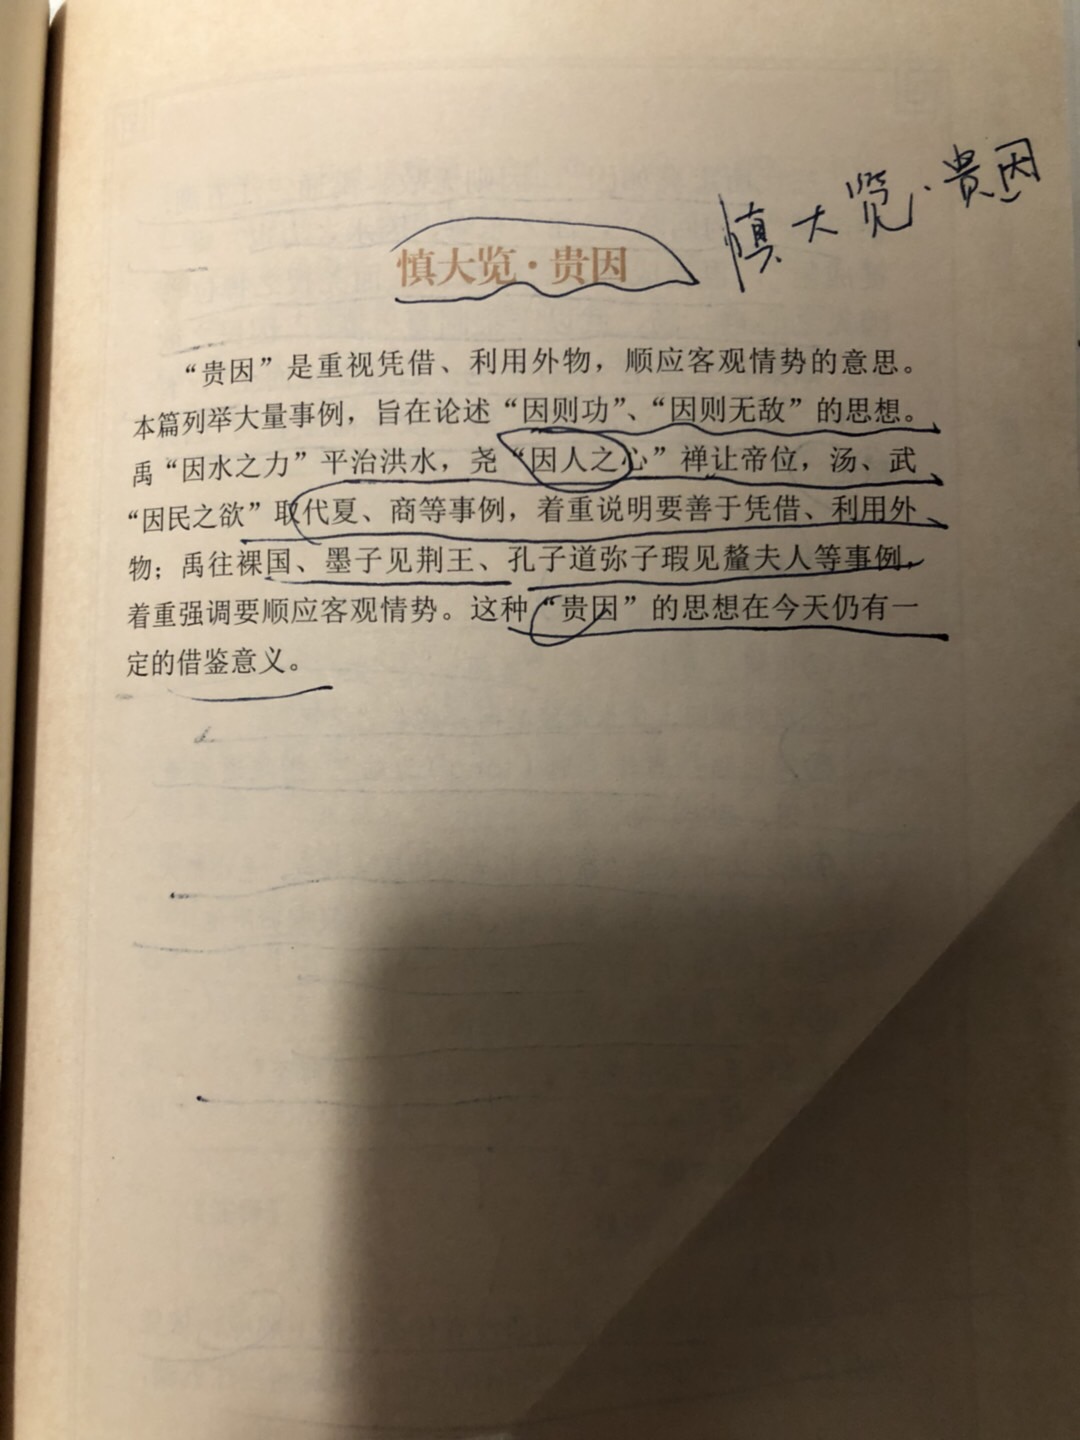 慎大览·贵因
慎大览·贵因
“贵因”是重视凭借、利用外物，顺应客观情势的意思。
本篇列举大量事例，旨在论述“因则功”、“因则无敌”的思想。
禹“因水之力”平治洪水，尧“因人之心”禅让帝位，汤、武
“因民之欲”取代夏、商等事例，着重说明要善于凭借、利用外
物；禹往裸国、墨子见荆王、孔子道弥子瑕见釐夫人等事例，
着重强调要顺应客观情势。这种“贵因”的思想在今天仍有一
定的借鉴意义。